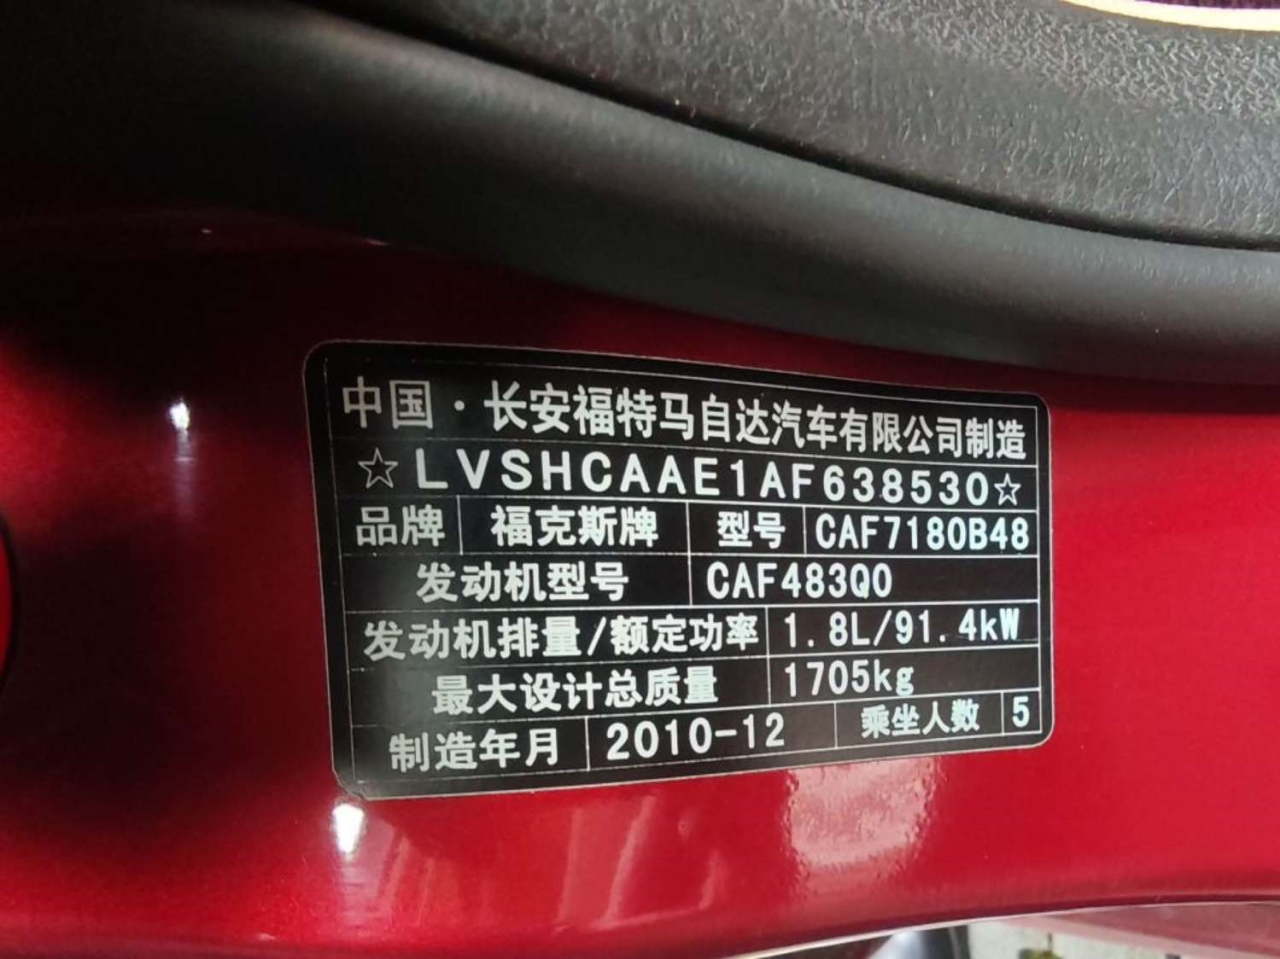 中国·长安福特马自达汽车有限公司制造
☆LVSHCAAE1AF638530☆
品牌 福克斯牌 型号 CAF7180B48
发动机型号 CAF483Q0
发动机排量/额定功率 1.8L/91.4kW
最大设计总质量 1705kg
制造年月 2010-12 乘坐人数 5